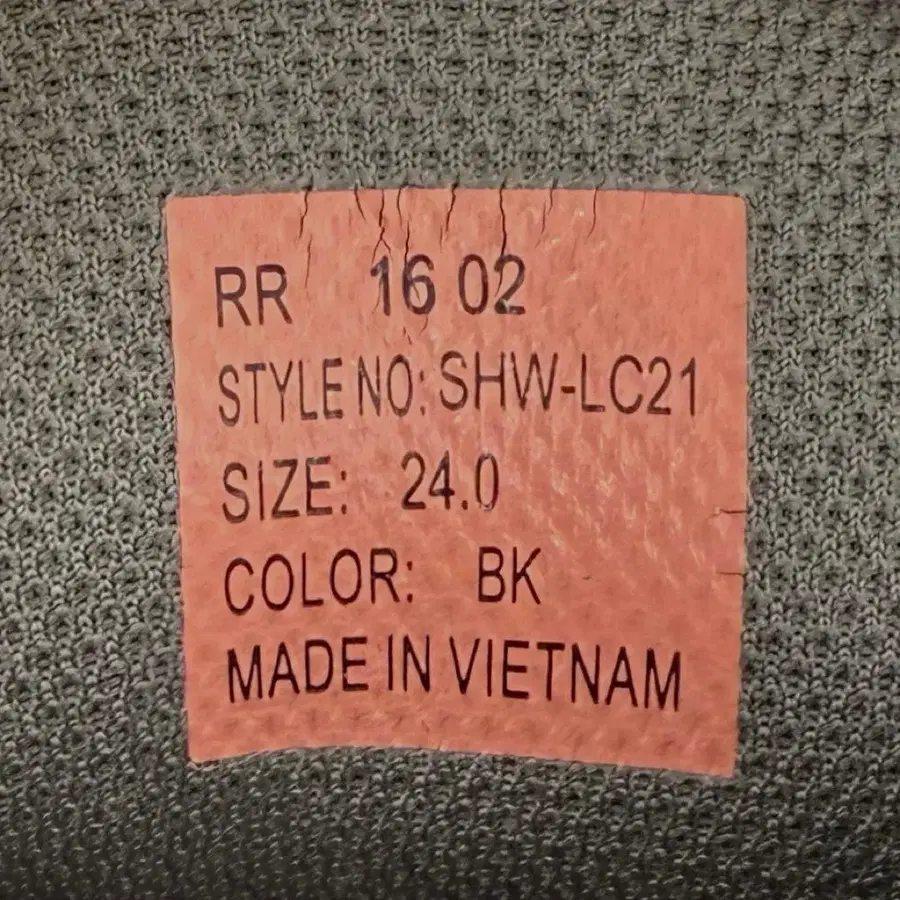 RR 16 02
STYLE NO: SHW-LC21
SIZE: 24.0
COLOR: BK
MADE IN VIETNAM